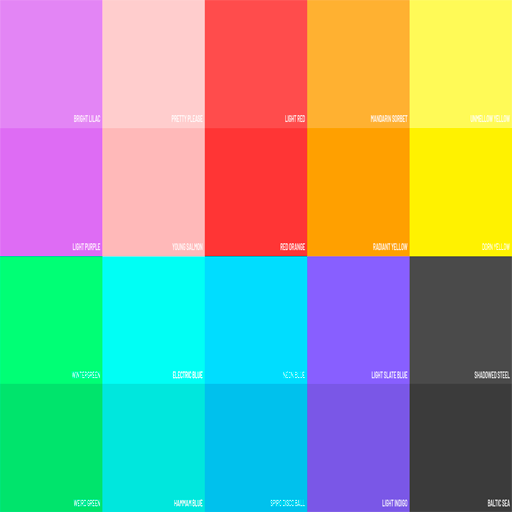 BRIGHT LILAC
PRETTY PLEASE
LIGHT RED
MANDARIN SORBET
LIGHT PURPLE
YOUNG SALMON
RED ORANGE
RADIANT YELLOW
CORN YELLOW
WINTERGREEN
ELECTRIC BLUE
NEON BLUE
LIGHT SLATE BLUE
SHADOWED STEEL
WEIRD GREEN
HAMMAM BLUE
SPIRO DISCO BALL
LIGHT INDIGO
BALTIC SEA